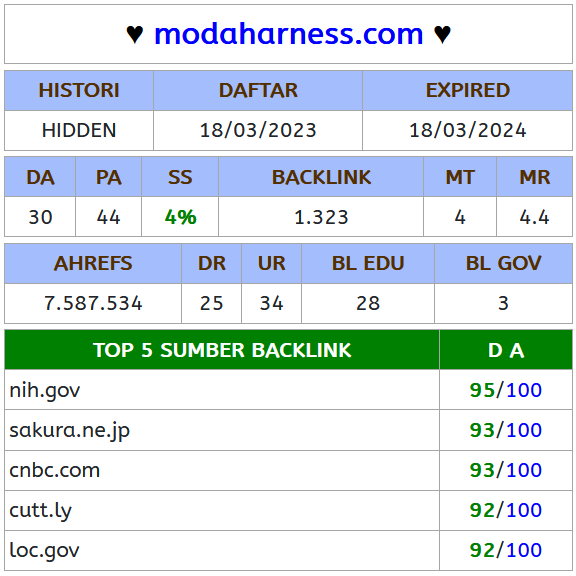 ♥ modaharness.com ♥
HISTORI DAFTAR EXPIRED
HIDDEN 18/03/2023 18/03/2024
DA PA SS BACKLINK MT MR
30 44 4% 1.323 4 4.4
AHREFS DR UR BL EDU BL GOV
7.587.534 25 34 28 3
TOP 5 SUMBER BACKLINK D A
nih.gov 95/100
sakura.ne.jp 93/100
cnbc.com 93/100
cutt.ly 92/100
loc.gov 92/100